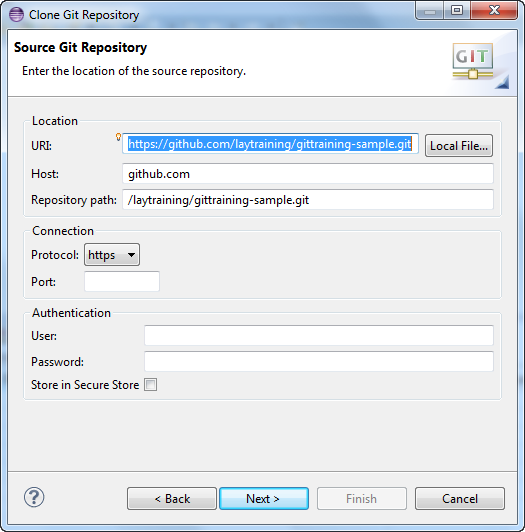 Clone Git Repository
Source Git Repository
Enter the location of the source repository.
GIT
Location
URI: https://github.com/laytraining/gittraining-sample.git Local File...
Host: github.com
Repository path: /laytraining/gittraining-sample.git
Connection
Protocol: https
Port:
Authentication
User:
Password:
Store in Secure Store
? < Back Next > Finish Cancel